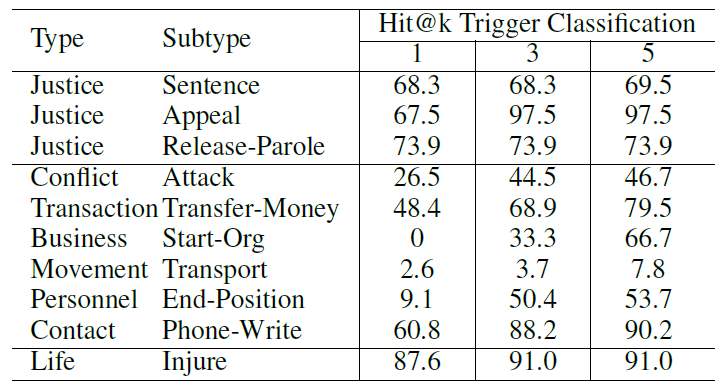 Type Subtype Hit@k Trigger Classification
1 3 5
Justice Sentence 68.3 68.3 69.5
Justice Appeal 67.5 97.5 97.5
Justice Release-Parole 73.9 73.9 73.9
Conflict Attack 26.5 44.5 46.7
Transaction Transfer-Money 48.4 68.9 79.5
Business Start-Org 0 33.3 66.7
Movement Transport 2.6 3.7 7.8
Personnel End-Position 9.1 50.4 53.7
Contact Phone-Write 60.8 88.2 90.2
Life Injure 87.6 91.0 91.0